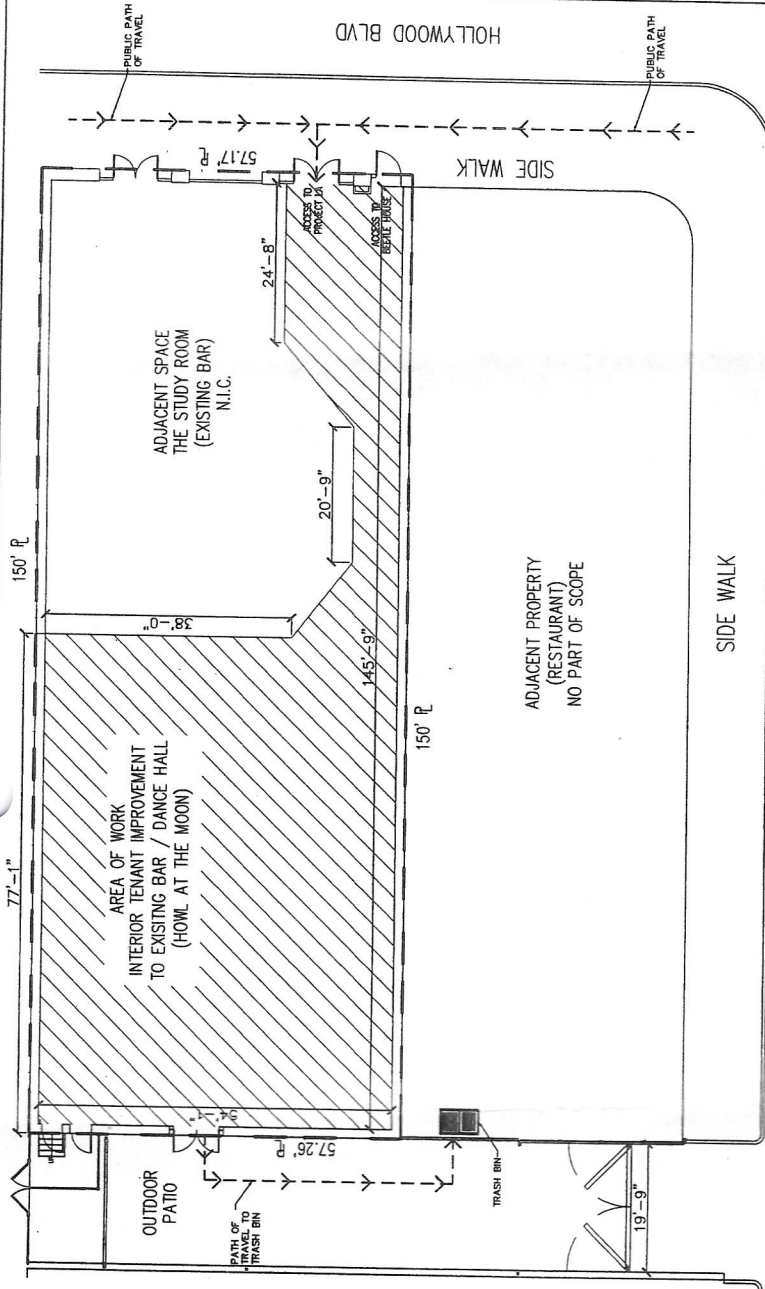 HOLLYWOOD BLVD
PUBLIC PATH
OF TRAVEL
PUBLIC PATH
OF TRAVEL
SIDE WALK
57.17' PL
ACCESS TO
PROJECT LA
ACCESS TO
BEETLE HOUSE
24'-8"
ADJACENT SPACE
THE STUDY ROOM
(EXISTING BAR)
N.I.C.
20'-9"
150' PL
38'-0"
145'-9"
150' PL
77'-1"
AREA OF WORK
INTERIOR TENANT IMPROVEMENT
TO EXISITNG BAR / DANCE HALL
(HOWL AT THE MOON)
ADJACENT PROPERTY
(RESTAURANT)
NO PART OF SCOPE
SIDE WALK
54'-1"
57.26' PL
OUTDOOR
PATIO
PATH OF
TRAVEL TO
TRASH BIN
TRASH BIN
19'-9"